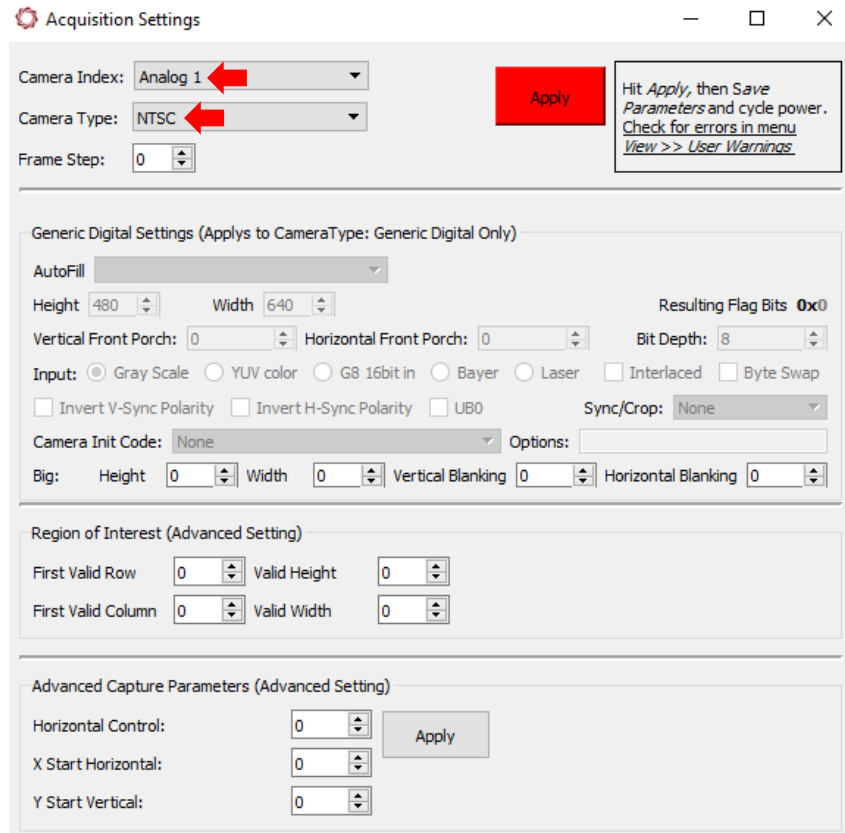 Acquisition Settings
Camera Index: Analog 1
Apply
Hit Apply, then Save
Parameters and cycle power.
Check for errors in menu
View >> User Warnings
Camera Type: NTSC
Frame Step: 0
Generic Digital Settings (Applys to CameraType: Generic Digital Only)
AutoFill
Height 480 Width 640 Resulting Flag Bits 0x0
Vertical Front Porch: 0 Horizontal Front Porch: 0 Bit Depth: 8
Input: Gray Scale YUV color G8 16bit in Bayer Laser Interlaced Byte Swap
Invert V-Sync Polarity Invert H-Sync Polarity UB0 Sync/Crop: None
Camera Init Code: None Options:
Big: Height 0 Width 0 Vertical Blanking 0 Horizontal Blanking 0
Region of Interest (Advanced Setting)
First Valid Row 0 Valid Height 0
First Valid Column 0 Valid Width 0
Advanced Capture Parameters (Advanced Setting)
Horizontal Control: 0 Apply
X Start Horizontal: 0
Y Start Vertical: 0